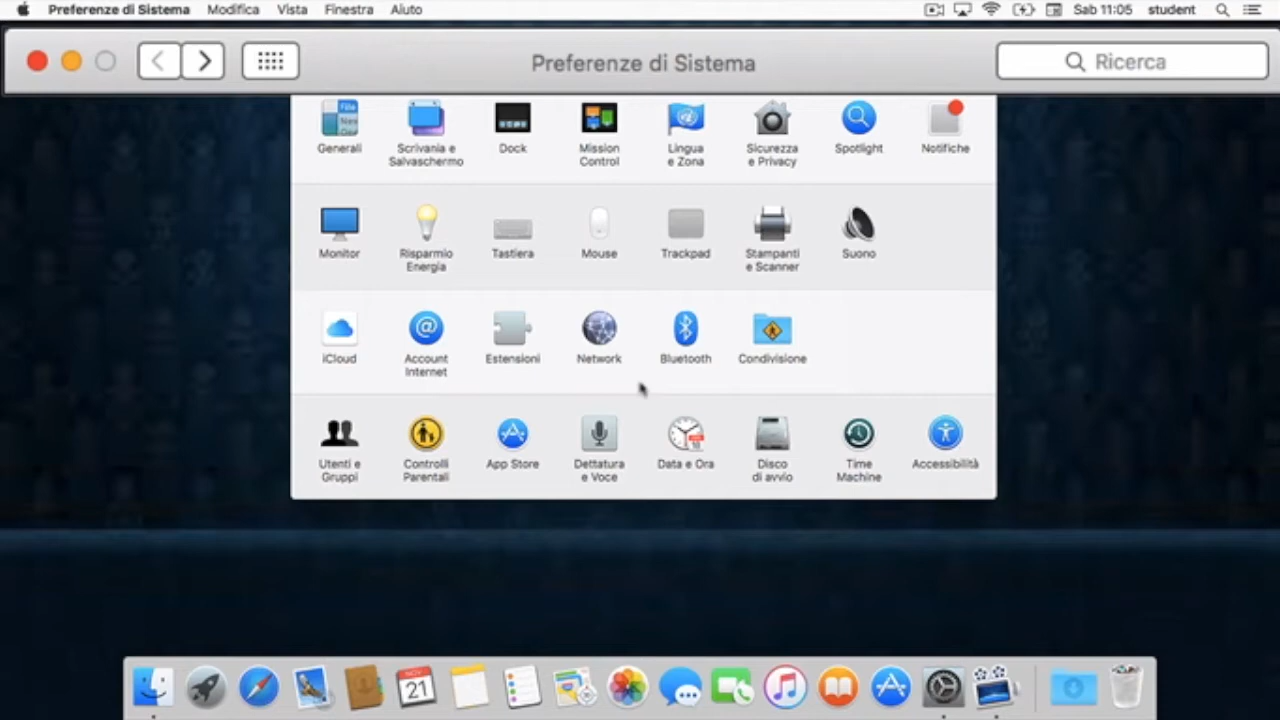 Preferenze di Sistema Modifica Vista Finestra Aiuto Sab 11:05 student
Preferenze di Sistema Ricerca
Generali Scrivania e Dock Mission Lingua Sicurezza Spotlight Notifiche
Salvaschermo Control e Zona e Privacy
Monitor Risparmio Tastiera Mouse Trackpad Stampanti Suono
Energia e Scanner
iCloud Account Estensioni Network Bluetooth Condivisione
Internet
Utenti e Controlli App Store Dettatura Data e Ora Disco Time Accessibilità
Gruppi Parentali e Voce di avvio Machine
NOV
21